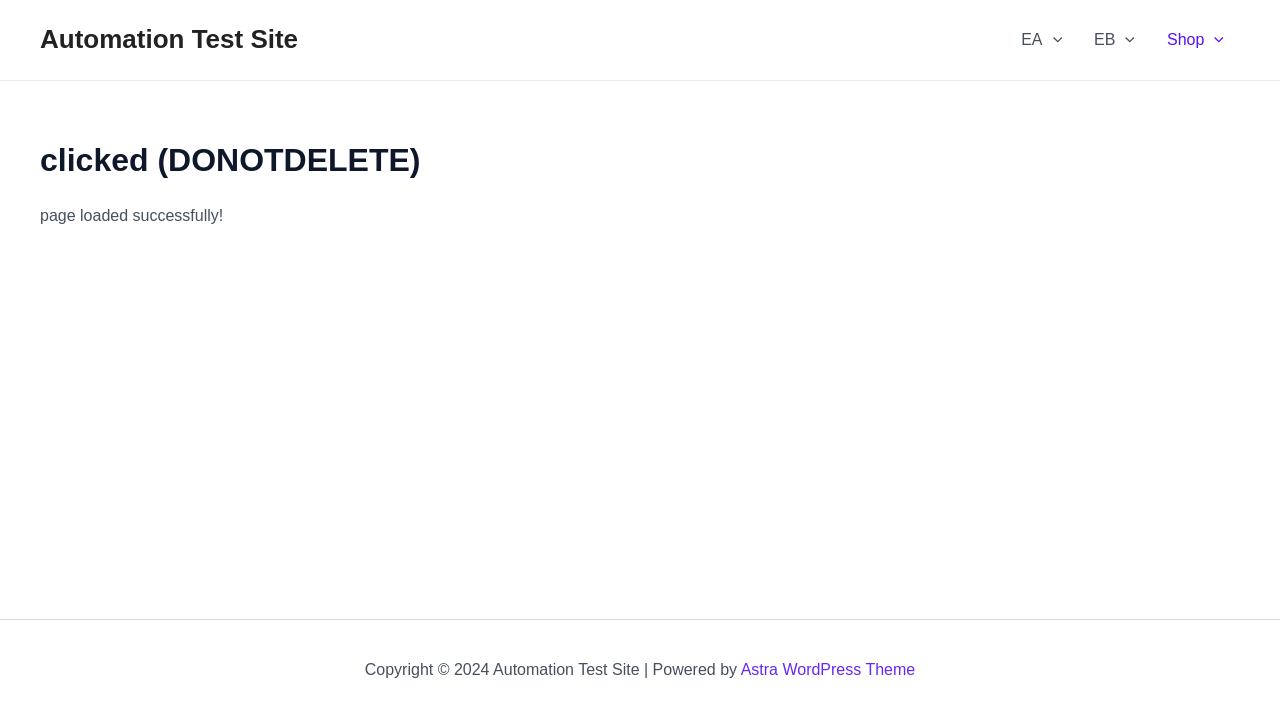 Automation Test Site
EA
EB
Shop
clicked (DONOTDELETE)
page loaded successfully!
Copyright © 2024 Automation Test Site | Powered by Astra WordPress Theme